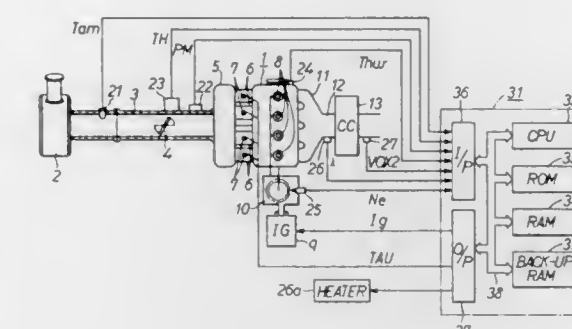 Tam
TH
PM
5
7
6
1
8
24
11
Thw
12
13
36
31
23
22
21
3
CC
CPU
I/P
4
26
27
VOX2
ROM
2
7
6
10
25
Ne
RAM
IG
9
Ig
O/P
TAU
BACK-UP
RAM
26a
HEATER
38